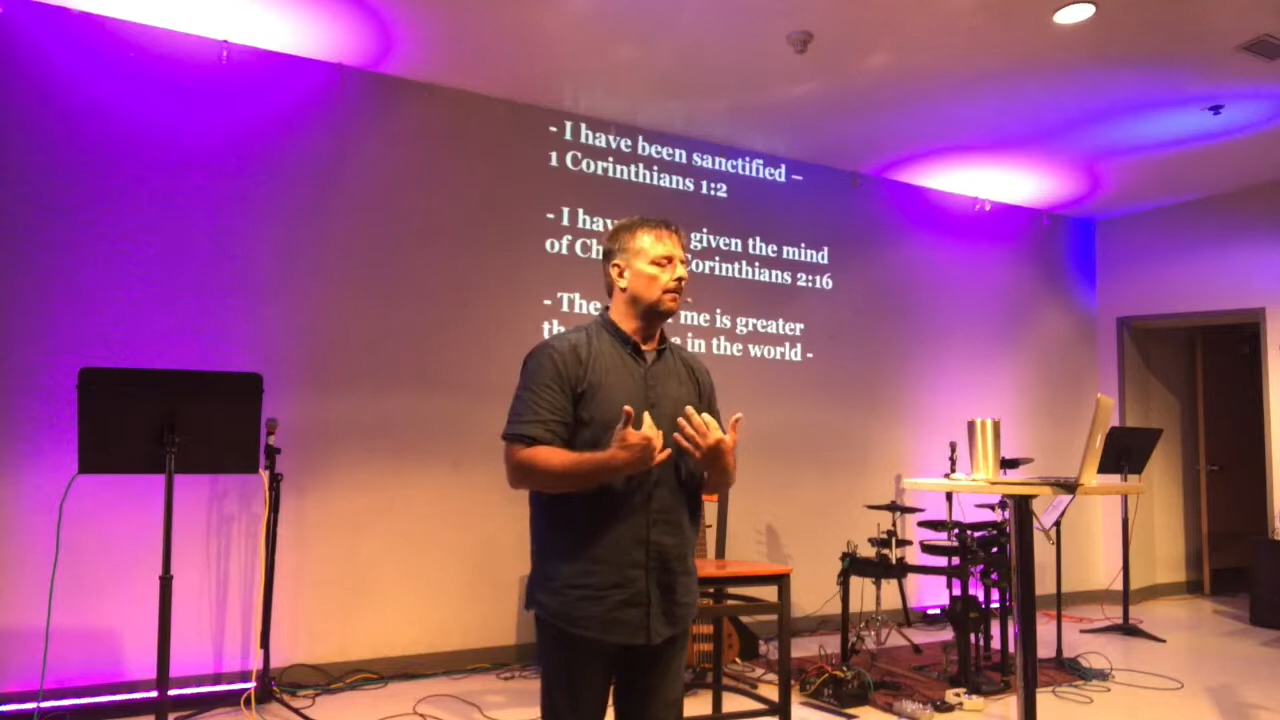 - I have been sanctified –
1 Corinthians 1:2
- I hav given the mind
of Ch Corinthians 2:16
- The me is greater
th in the world -